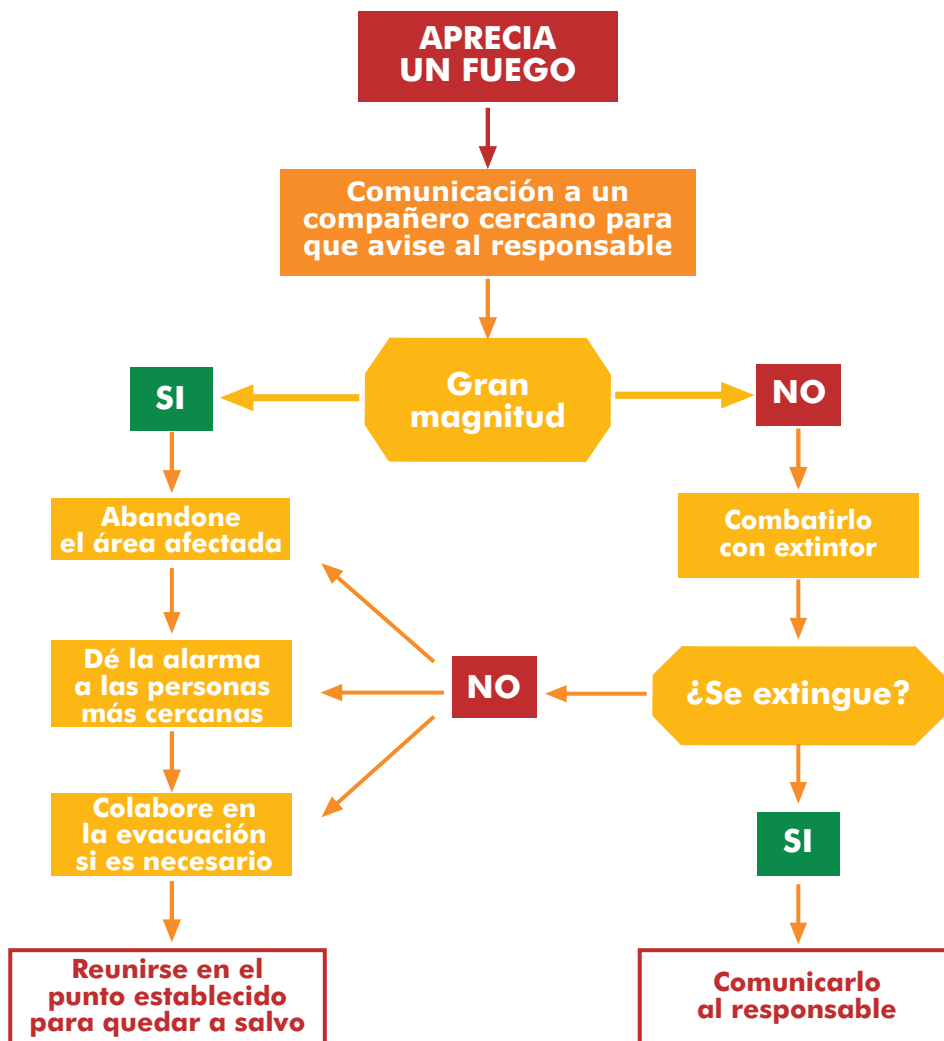 APRECIA
UN FUEGO
Comunicación a un
compañero cercano para
que avise al responsable
Gran
magnitud
SI
NO
Abandone
el área afectada
Combatirlo
con extintor
Dé la alarma
a las personas
más cercanas
NO
¿Se extingue?
Colabore en
la evacuación
si es necesario
SI
Reunirse en el
punto establecido
para quedar a salvo
Comunicarlo
al responsable